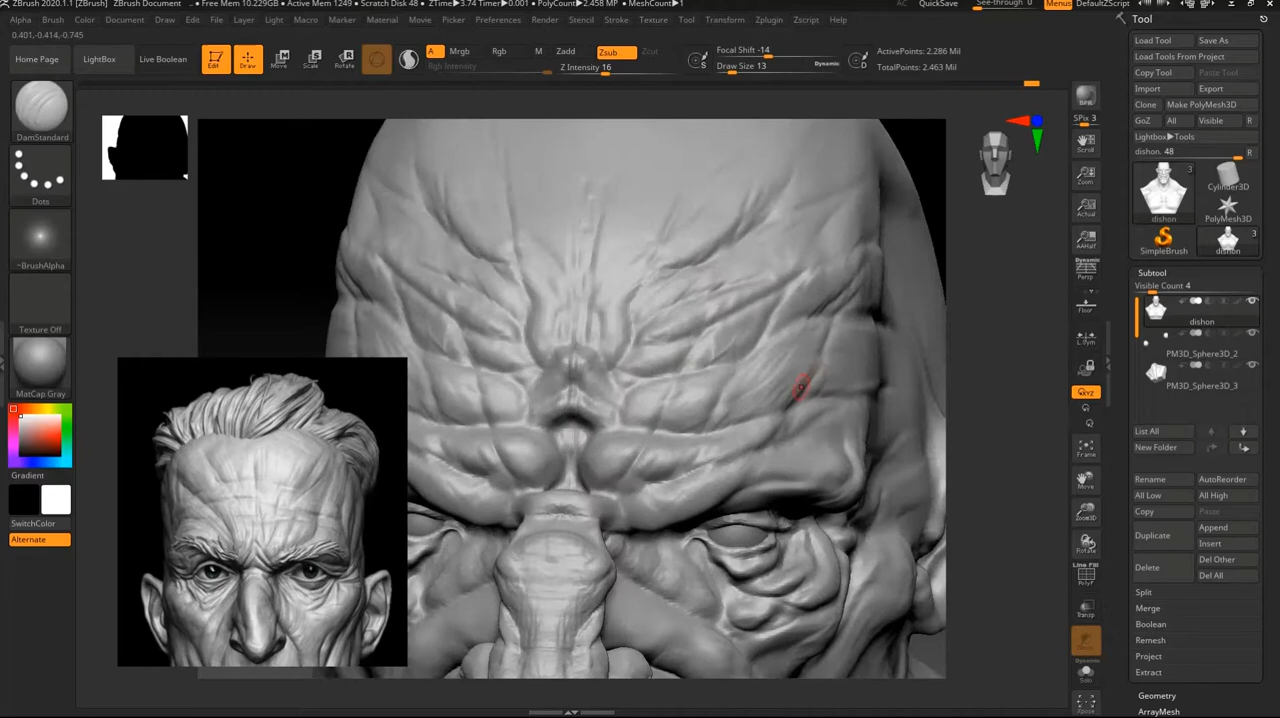 ZBrush 2020.1.1 [ZBrush] ZBrush Document • Free Mem 10.229GB • Active Mem 1249 • Scratch Disk 48 • ZTime▶3.74 Timer▶0.001 • PolyCount▶2.458 MP • MeshCount▶1 AC QuickSave See-through 0 Menus DefaultZScript
Alpha Brush Color Document Draw Edit File Layer Light Macro Marker Material Movie Picker Preferences Render Stencil Stroke Texture Tool Transform Zplugin Zscript Help
0.401,-0.414,-0.745
Home Page LightBox Live Boolean
Edit Draw Move Scale Rotate
A Mrgb Rgb M Zadd Zsub Zcut
Rgb Intensity Z Intensity 16
Focal Shift -14
Draw Size 13 Dynamic
S D
ActivePoints: 2.286 Mil
TotalPoints: 2.463 Mil
DamStandard
Dots
~BrushAlpha
Texture Off
MatCap Gray
Gradient
SwitchColor
Alternate
BPR
SPix 3
Scroll
Zoom
Actual
AAHalf
Dynamic
Persp
Floor
L.Sym
XYZ
Frame
Move
Zoom3D
Rotate
Line Fill
PolyF
Transp
Dynamic
Solo
Xpose
Tool
Load Tool Save As
Load Tools From Project
Copy Tool Paste Tool
Import Export
Clone Make PolyMesh3D
GoZ All Visible R
Lightbox▶Tools
dishon. 48 R
3
Cylinder3D
PolyMesh3D
3
SimpleBrush dishon
Subtool
Visible Count 4
dishon
PM3D_Sphere3D_2
PM3D_Sphere3D_3
List All
New Folder
Rename AutoReorder
All Low All High
Copy Paste
Duplicate Append
Insert
Delete Del Other
Del All
Split
Merge
Boolean
Remesh
Project
Extract
Geometry
ArrayMesh